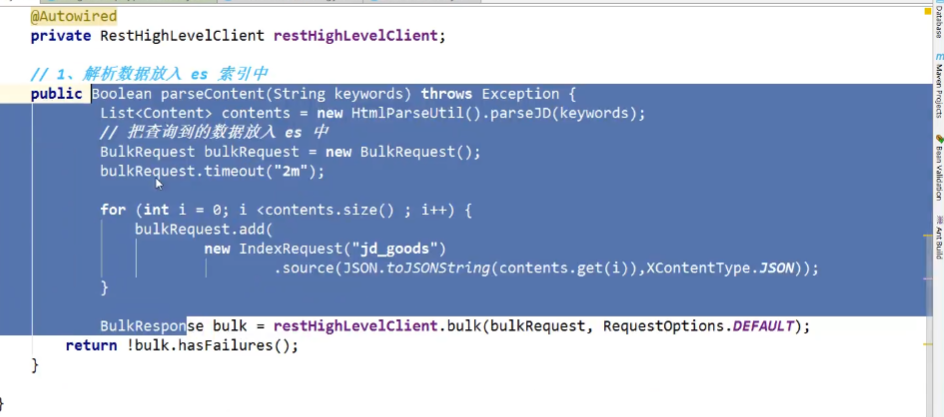 @Autowired
private RestHighLevelClient restHighLevelClient;
// 1、解析数据放入 es 索引中
public Boolean parseContent(String keywords) throws Exception {
List<Content> contents = new HtmlParseUtil().parseJD(keywords);
// 把查询到的数据放入 es 中
BulkRequest bulkRequest = new BulkRequest();
bulkRequest.timeout("2m");
for (int i = 0; i <contents.size() ; i++) {
bulkRequest.add(
new IndexRequest("jd_goods")
.source(JSON.toJSONString(contents.get(i)),XContentType.JSON));
}
BulkResponse bulk = restHighLevelClient.bulk(bulkRequest, RequestOptions.DEFAULT);
return !bulk.hasFailures();
}
}
Database
Maven Projects
Bean Validation
Ant Build